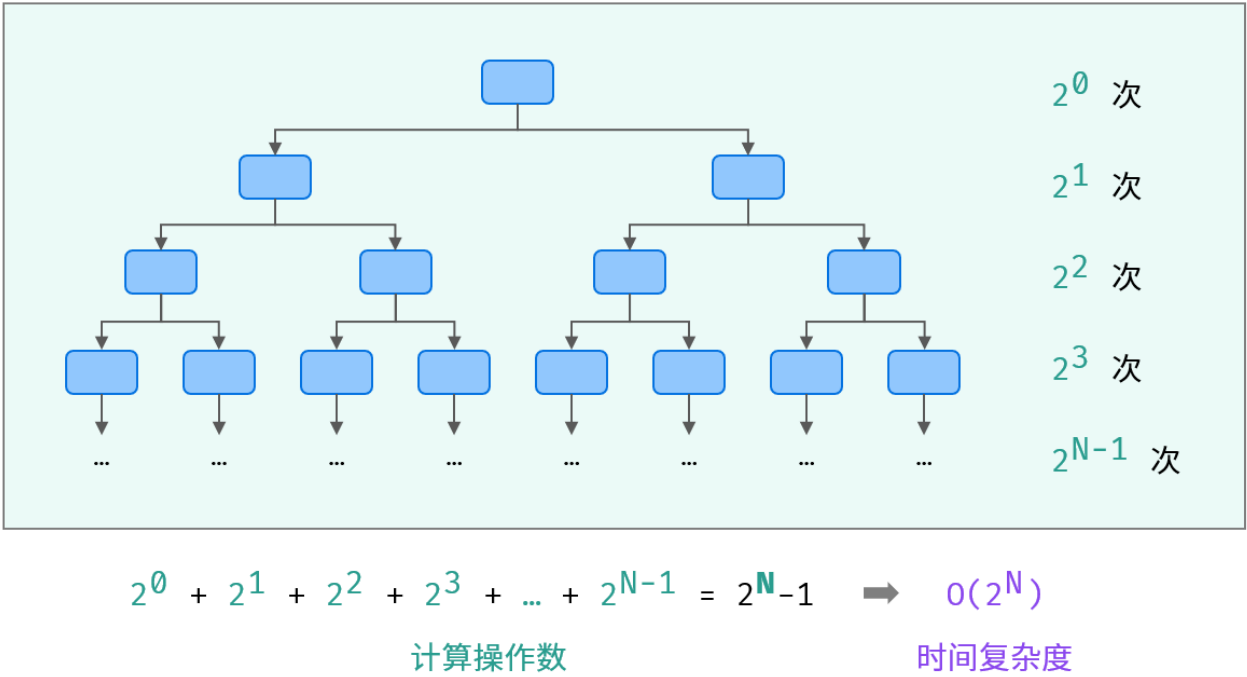 2⁰ 次
2¹ 次
2² 次
2³ 次
… … … … … … … …
2ᴺ⁻¹ 次
2⁰ + 2¹ + 2² + 2³ + … + 2ᴺ⁻¹ = 2ᴺ-1 ➡ O(2ᴺ)
计算操作数 时间复杂度